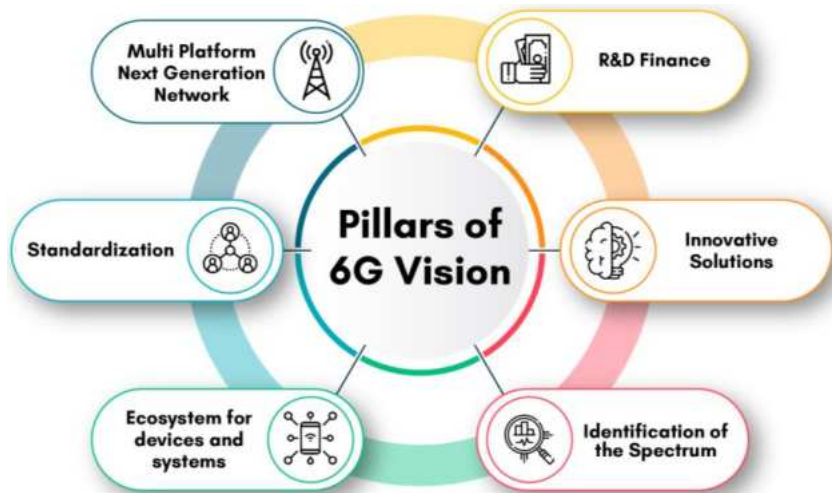 Multi Platform
Next Generation
Network
R&D Finance
Standardization
Pillars of
6G Vision
Innovative
Solutions
Ecosystem for
devices and
systems
Identification of
the Spectrum